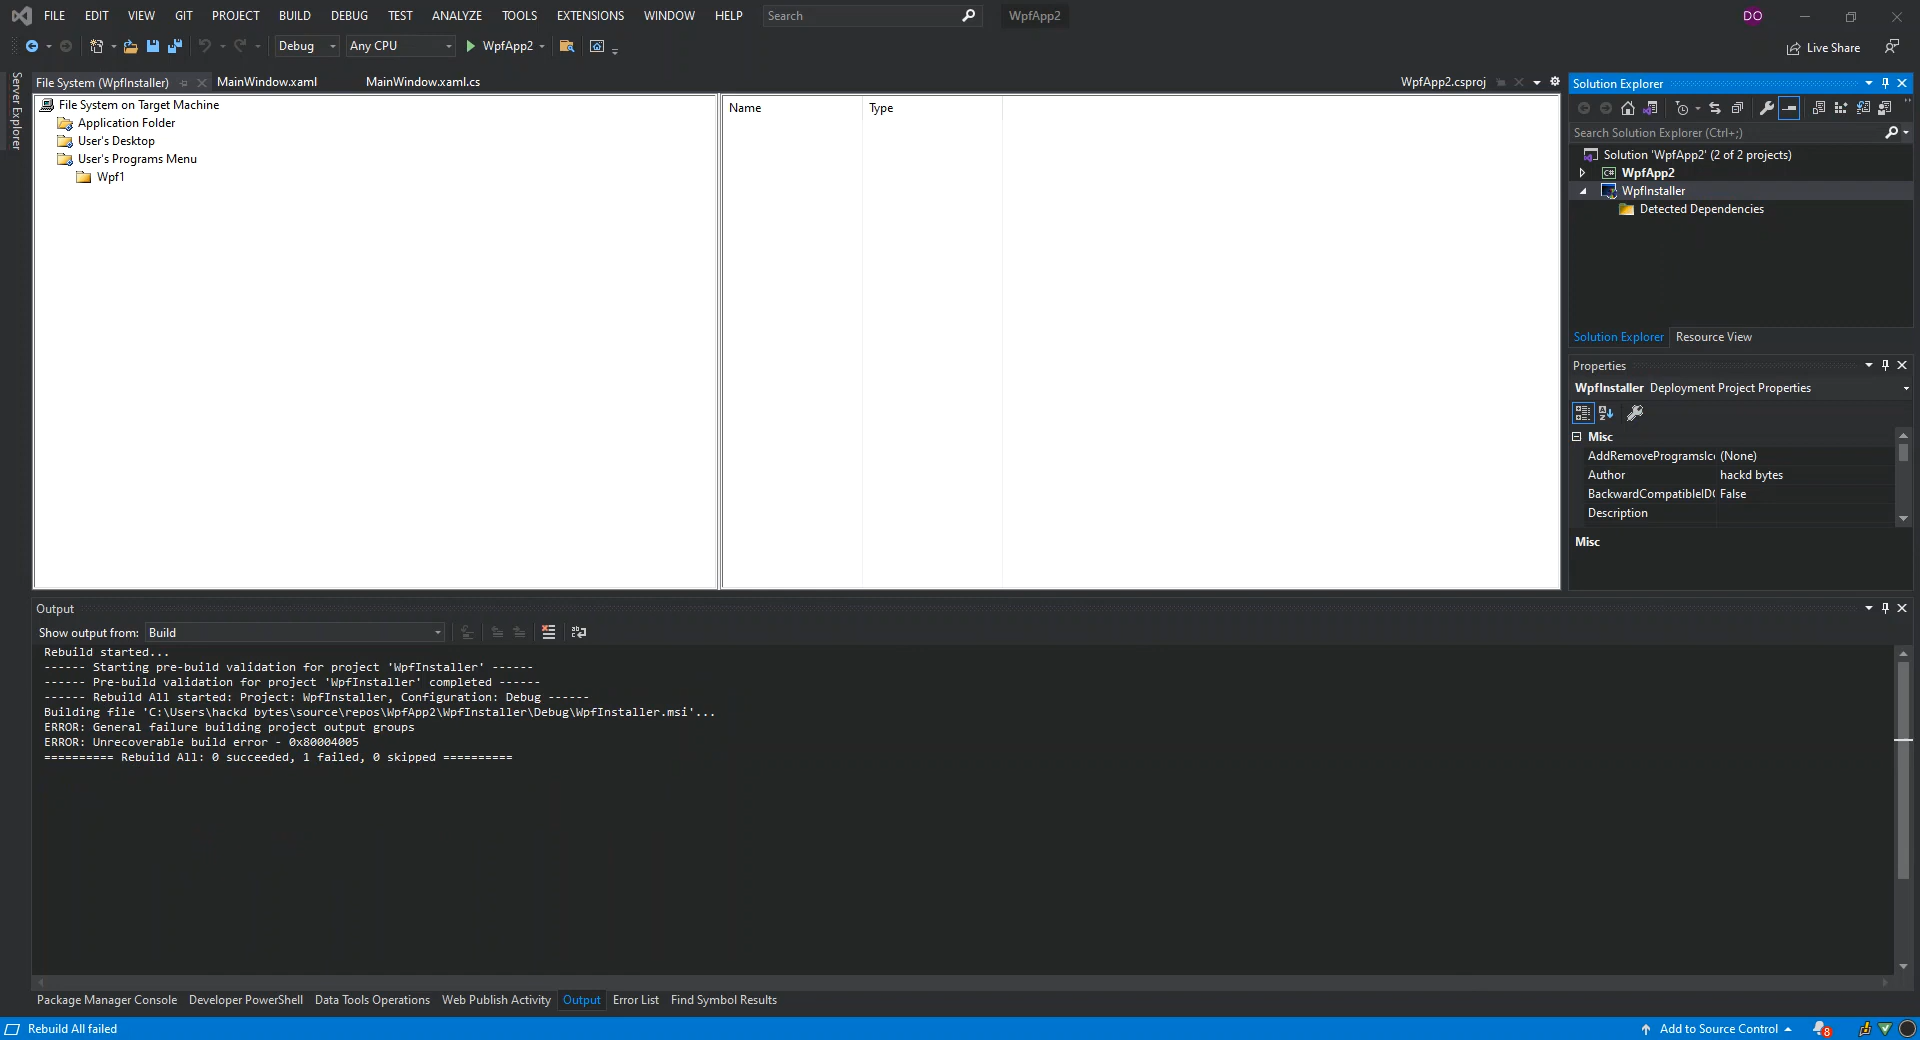 FILE EDIT VIEW GIT PROJECT BUILD DEBUG TEST ANALYZE TOOLS EXTENSIONS WINDOW HELP Search WpfApp2 DO
Debug Any CPU WpfApp2 Live Share
Server Explorer
File System (WpfInstaller) MainWindow.xaml MainWindow.xaml.cs WpfApp2.csproj
File System on Target Machine
Application Folder
User's Desktop
User's Programs Menu
Wpf1
Name Type
Solution Explorer
Search Solution Explorer (Ctrl+;)
Solution 'WpfApp2' (2 of 2 projects)
C# WpfApp2
WpfInstaller
Detected Dependencies
Solution Explorer Resource View
Properties
WpfInstaller Deployment Project Properties
Misc
AddRemoveProgramsIc (None)
Author hackd bytes
BackwardCompatibleID False
Description
Misc
Output
Show output from: Build
Rebuild started...
------ Starting pre-build validation for project 'WpfInstaller' ------
------ Pre-build validation for project 'WpfInstaller' completed ------
------ Rebuild All started: Project: WpfInstaller, Configuration: Debug ------
Building file 'C:\Users\hackd bytes\source\repos\WpfApp2\WpfInstaller\Debug\WpfInstaller.msi'...
ERROR: General failure building project output groups
ERROR: Unrecoverable build error - 0x80004005
========== Rebuild All: 0 succeeded, 1 failed, 0 skipped ==========
Package Manager Console Developer PowerShell Data Tools Operations Web Publish Activity Output Error List Find Symbol Results
Rebuild All failed Add to Source Control 8